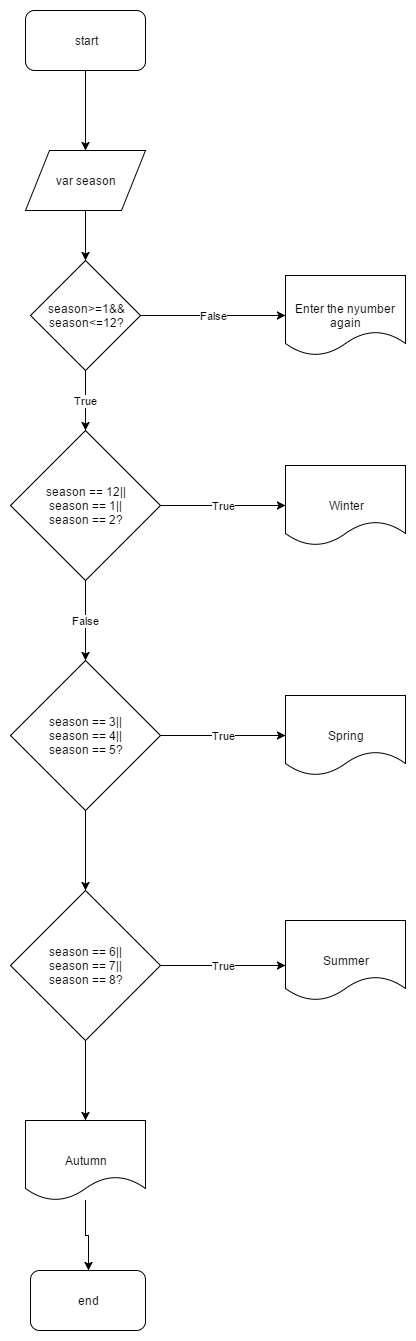 start
var season
season>=1&&
season<=12?
False
Enter the nyumber
again
True
season == 12||
season == 1||
season == 2?
True
Winter
False
season == 3||
season == 4||
season == 5?
True
Spring
season == 6||
season == 7||
season == 8?
True
Summer
Autumn
end